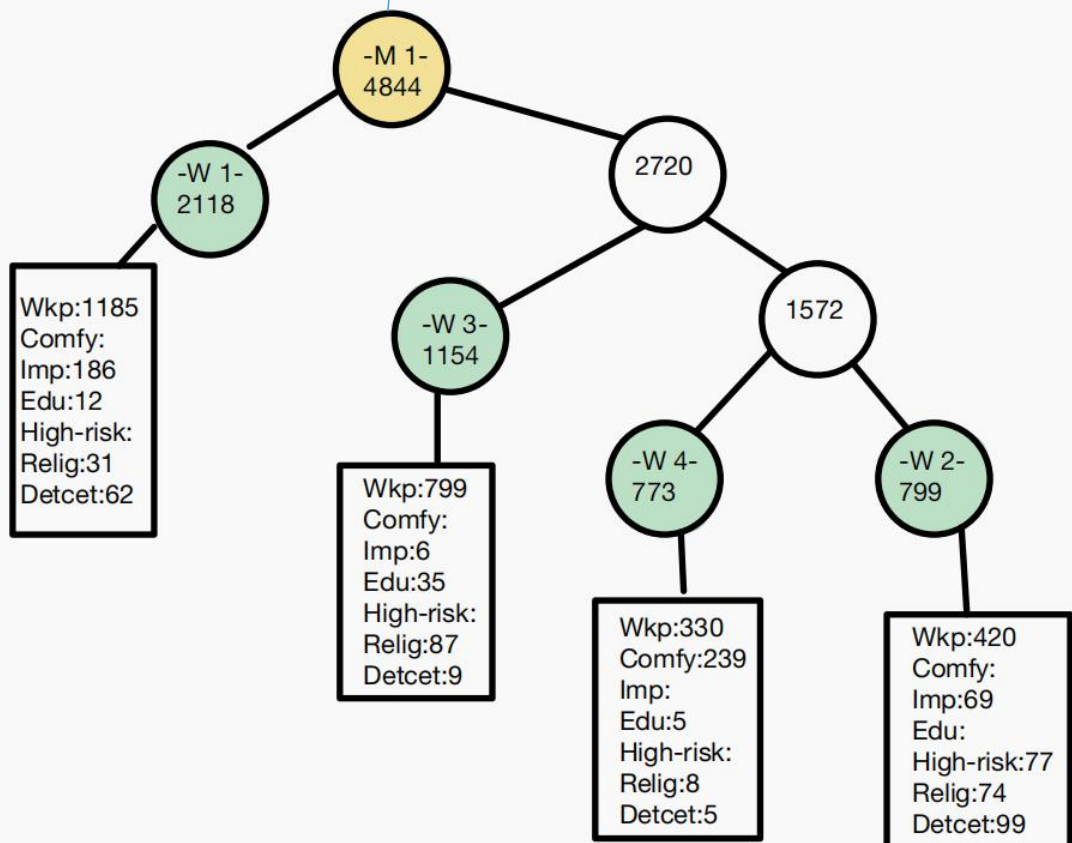 -M 1-
4844
-W 1-
2118
2720
1572
-W 3-
1154
-W 4-
773
-W 2-
799
Wkp:1185
Comfy:
Imp:186
Edu:12
High-risk:
Relig:31
Detcet:62
Wkp:799
Comfy:
Imp:6
Edu:35
High-risk:
Relig:87
Detcet:9
Wkp:330
Comfy:239
Imp:
Edu:5
High-risk:
Relig:8
Detcet:5
Wkp:420
Comfy:
Imp:69
Edu:
High-risk:77
Relig:74
Detcet:99